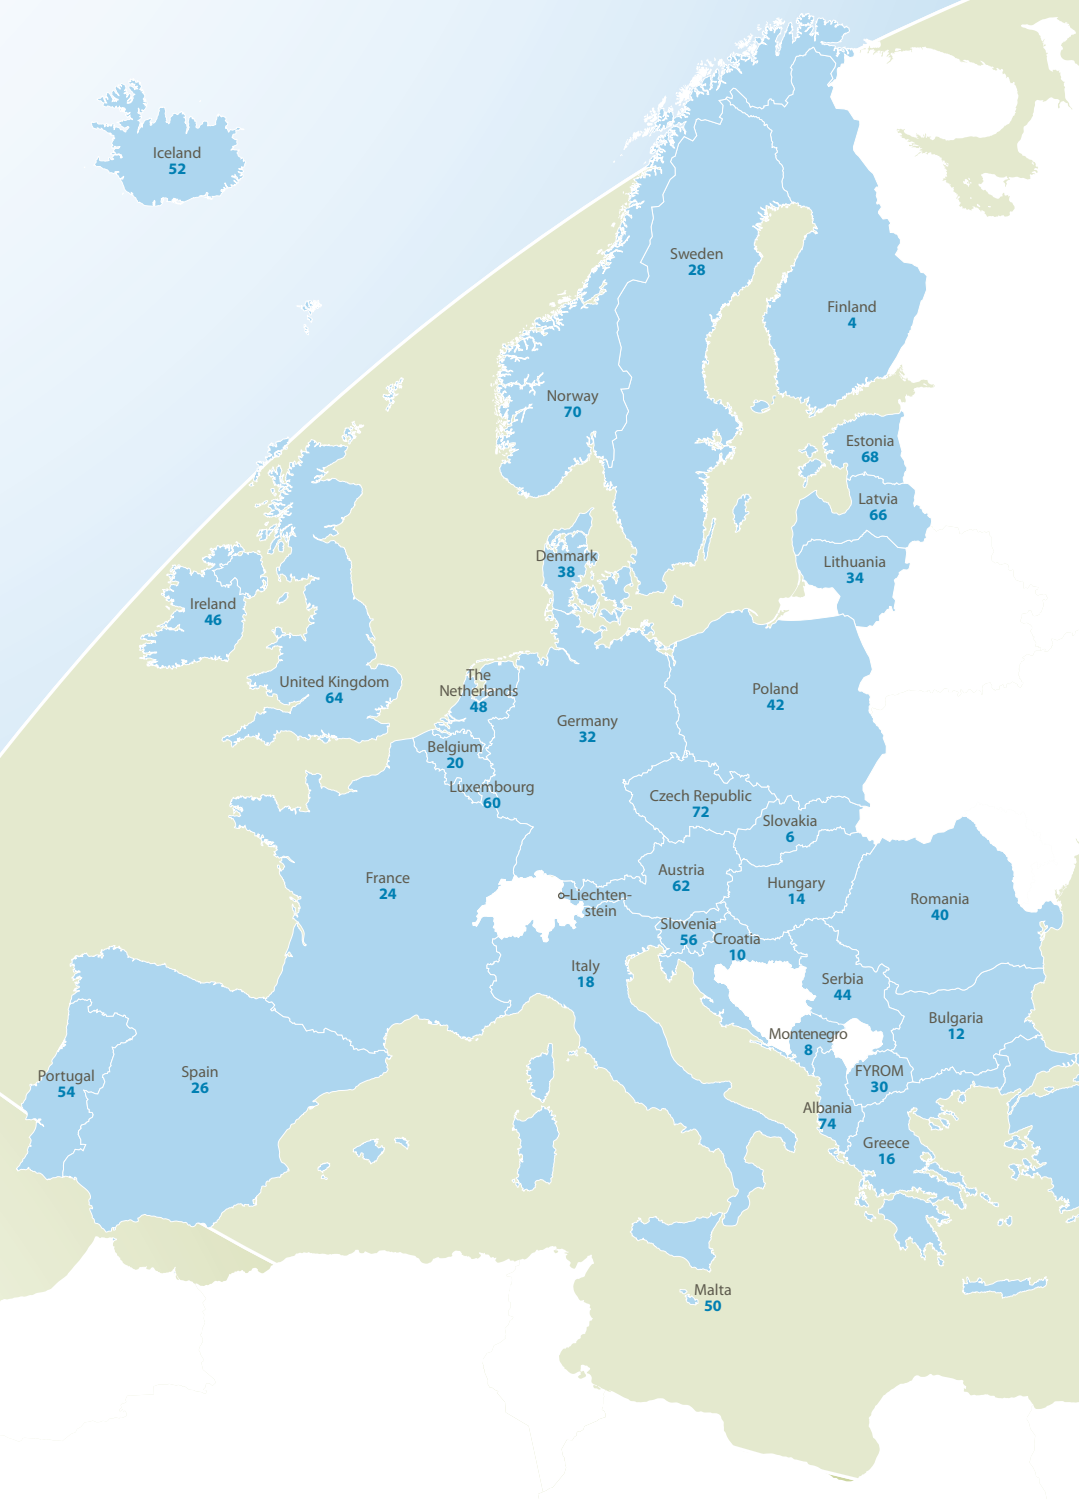 Iceland
52
Sweden
28
Finland
4
Norway
70
Estonia
68
Latvia
66
Denmark
38
Lithuania
34
Ireland
46
United Kingdom
64
The
Netherlands
48
Poland
42
Germany
32
Belgium
20
Luxembourg
60
Czech Republic
72
Slovakia
6
France
24
Austria
62
Hungary
14
Liechten-
stein
Romania
40
Slovenia
56
Croatia
10
Italy
18
Serbia
44
Bulgaria
12
Montenegro
8
Portugal
54
Spain
26
FYROM
30
Albania
74
Greece
16
Malta
50